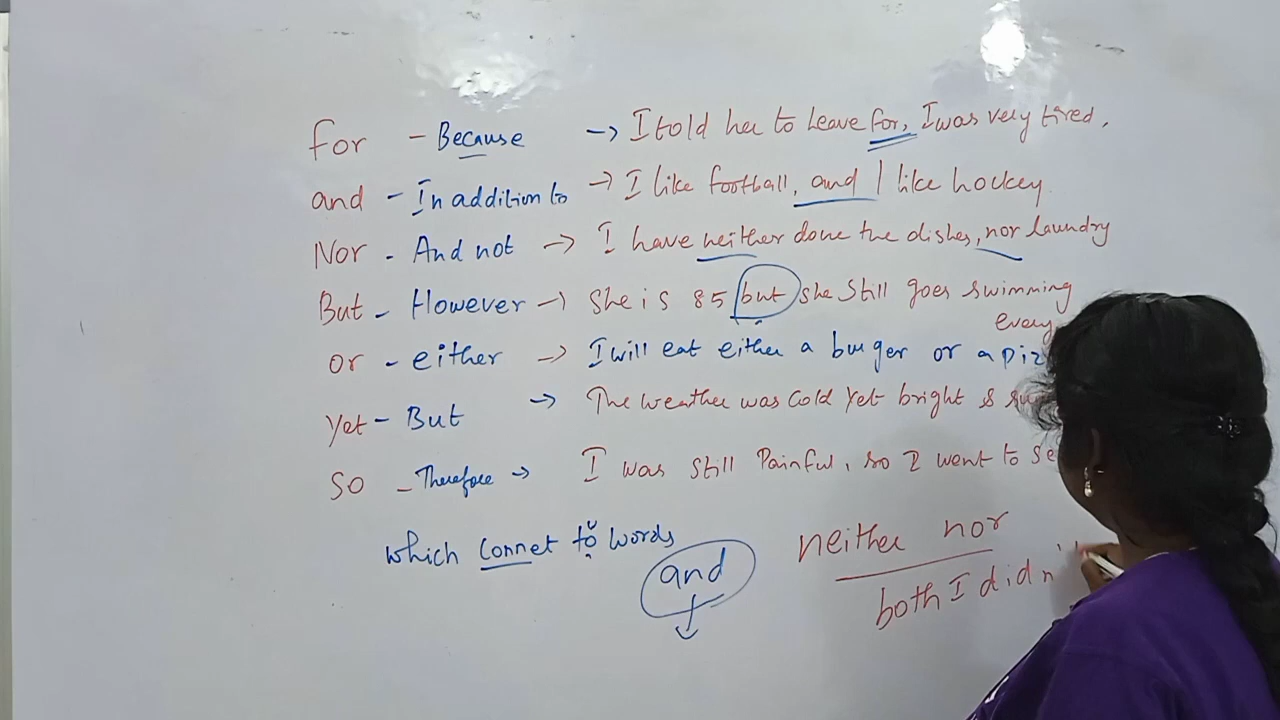 for - Because → I told her to leave for, I was very tired.
and - In addition to → I like football, and I like hockey.
Nor - And not → I have neither done the dishes, nor laundry
But - However → she is 85 but she still goes swimming
every
or - either → I will eat either a burger or a
Yet - But → The weather was cold yet bright &
So - Therefore → I was still Painful, so I went to
which connet to words
and
neither nor
both I didn